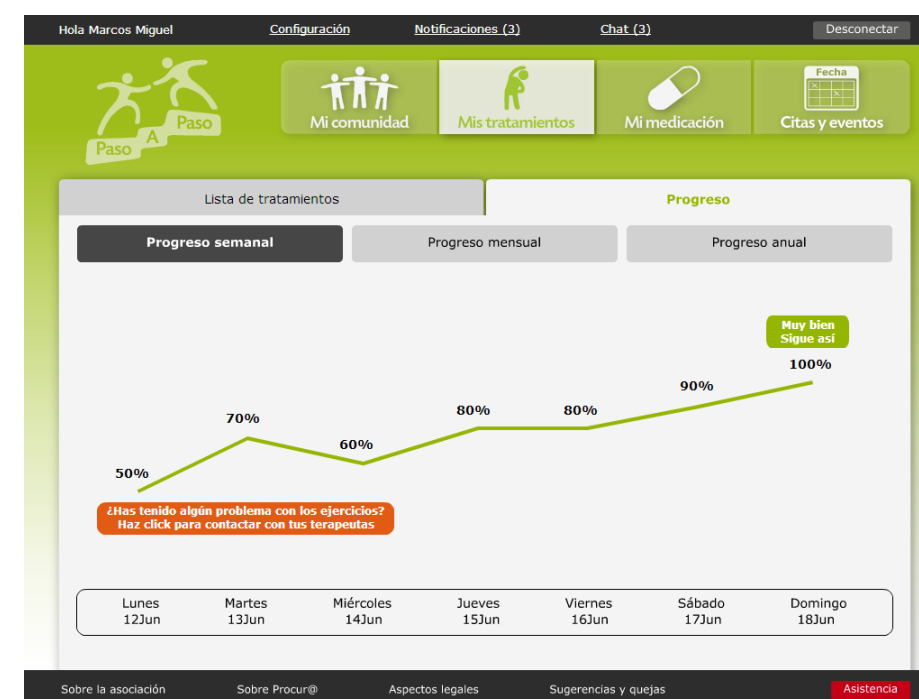 Hola Marcos Miguel Configuración Notificaciones (3) Chat (3) Desconectar
Paso A Paso
Mi comunidad Mis tratamientos Mi medicación Fecha Citas y eventos
Lista de tratamientos Progreso
Progreso semanal Progreso mensual Progreso anual
Muy bien
Sigue así
100%
90%
80% 80%
70%
60%
50%
¿Has tenido algún problema con los ejercicios?
Haz click para contactar con tus terapeutas
Lunes Martes Miércoles Jueves Viernes Sábado Domingo
12Jun 13Jun 14Jun 15Jun 16Jun 17Jun 18Jun
Sobre la asociación Sobre Procur@ Aspectos legales Sugerencias y quejas Asistencia